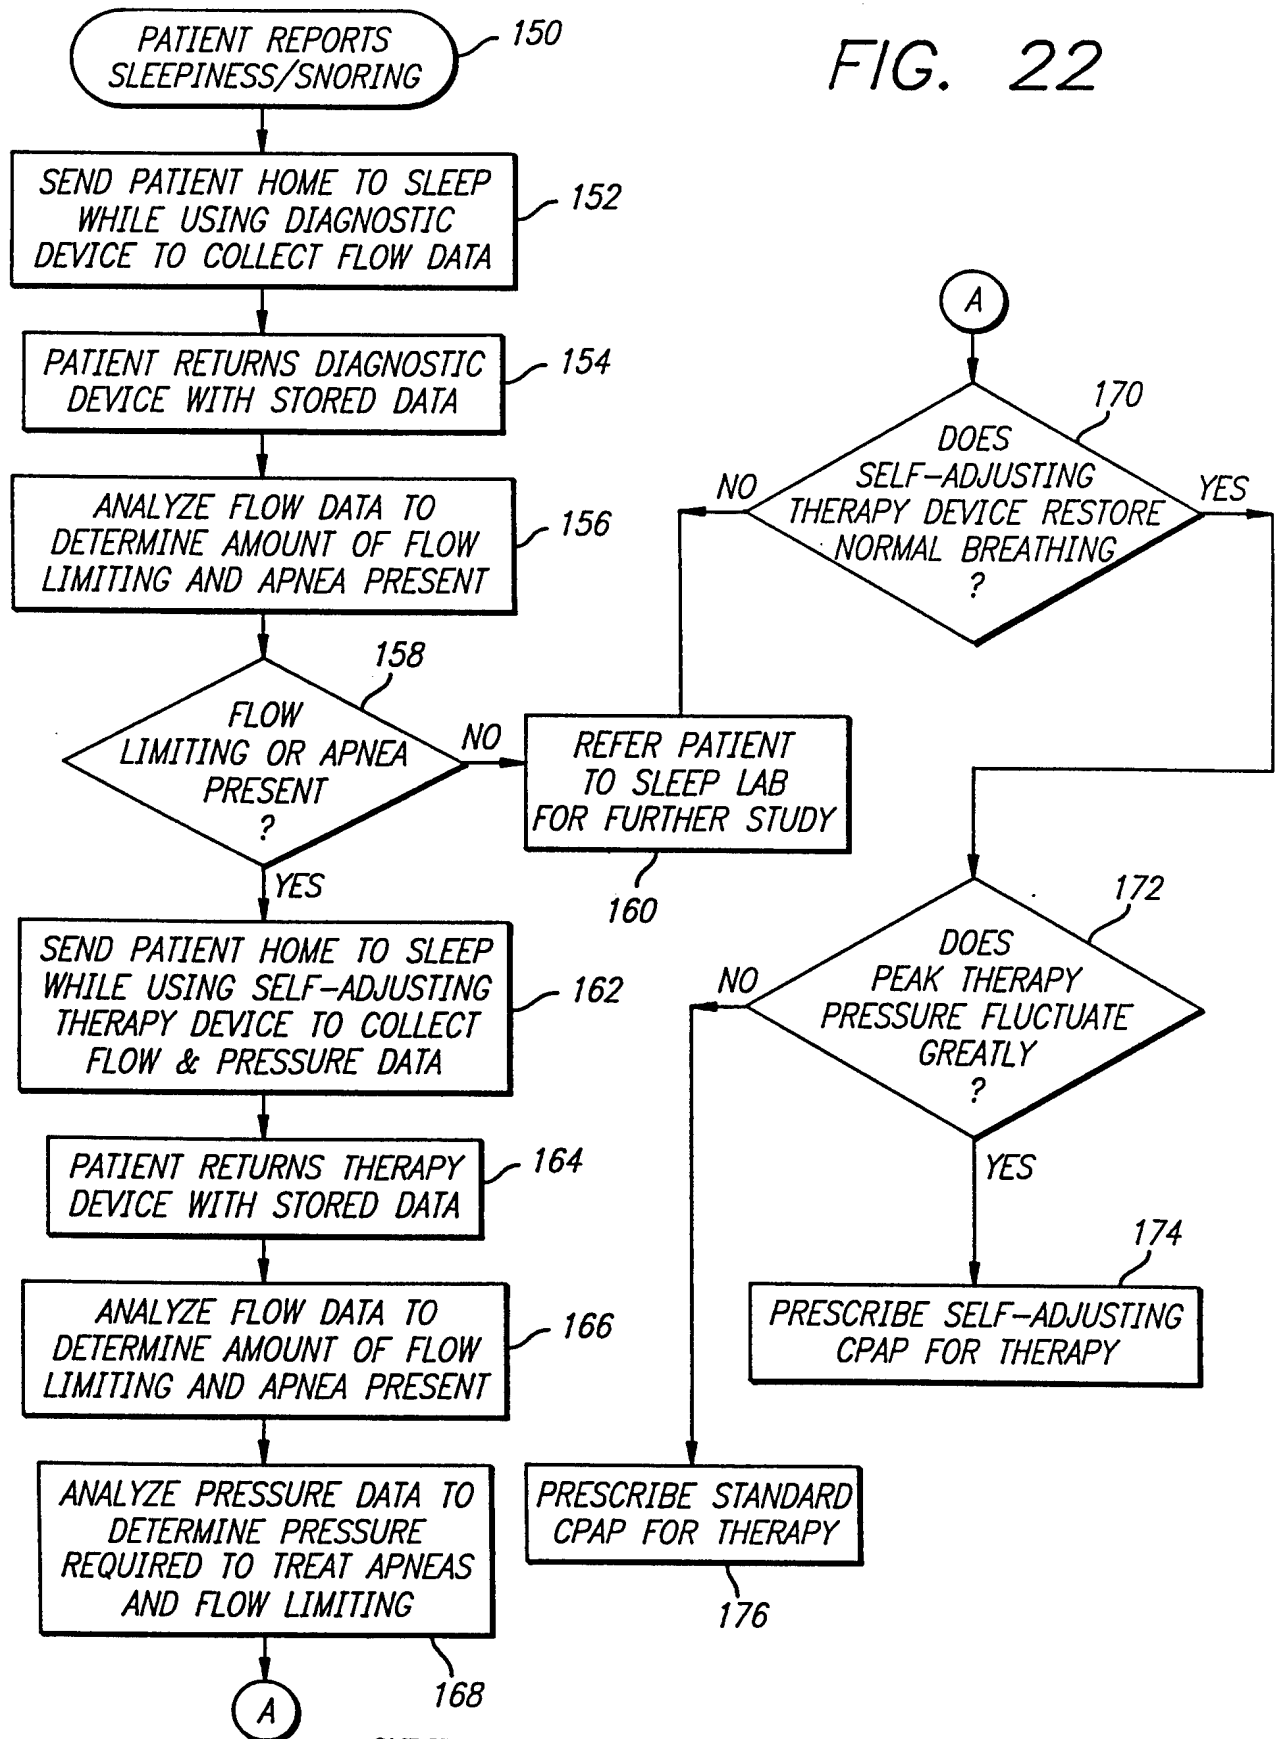 FIG. 22
PATIENT REPORTS
SLEEPINESS/SNORING
150
SEND PATIENT HOME TO SLEEP
WHILE USING DIAGNOSTIC
DEVICE TO COLLECT FLOW DATA
152
PATIENT RETURNS DIAGNOSTIC
DEVICE WITH STORED DATA
154
ANALYZE FLOW DATA TO
DETERMINE AMOUNT OF FLOW
LIMITING AND APNEA PRESENT
156
FLOW
LIMITING OR APNEA
PRESENT
?
158
NO
YES
REFER PATIENT
TO SLEEP LAB
FOR FURTHER STUDY
160
SEND PATIENT HOME TO SLEEP
WHILE USING SELF-ADJUSTING
THERAPY DEVICE TO COLLECT
FLOW & PRESSURE DATA
162
PATIENT RETURNS THERAPY
DEVICE WITH STORED DATA
164
ANALYZE FLOW DATA TO
DETERMINE AMOUNT OF FLOW
LIMITING AND APNEA PRESENT
166
ANALYZE PRESSURE DATA TO
DETERMINE PRESSURE
REQUIRED TO TREAT APNEAS
AND FLOW LIMITING
168
A
A
DOES
SELF-ADJUSTING
THERAPY DEVICE RESTORE
NORMAL BREATHING
?
170
NO
YES
DOES
PEAK THERAPY
PRESSURE FLUCTUATE
GREATLY
?
172
NO
YES
PRESCRIBE SELF-ADJUSTING
CPAP FOR THERAPY
174
PRESCRIBE STANDARD
CPAP FOR THERAPY
176